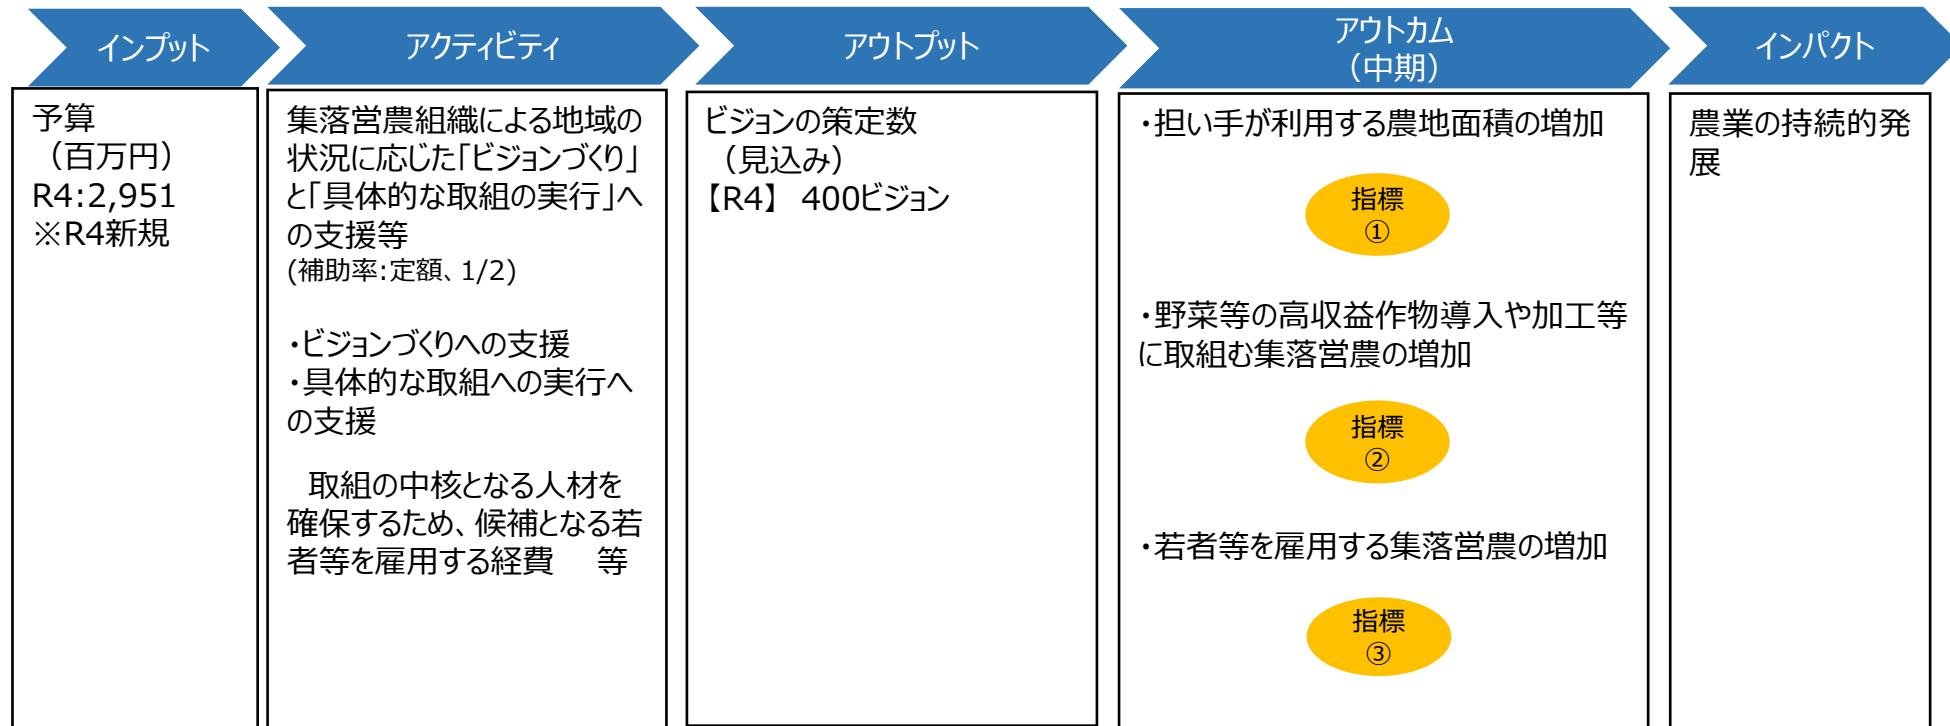 インプット
アクティビティ
アウトプット
アウトカム
（中期）
インパクト
予算
（百万円）
R4:2,951
※R4新規
集落営農組織による地域の
状況に応じた「ビジョンづくり」
と「具体的な取組の実行」へ
の支援等
(補助率:定額、1/2)
・ビジョンづくりへの支援
・具体的な取組への実行へ
の支援
取組の中核となる人材を
確保するため、候補となる若
者等を雇用する経費　等
ビジョンの策定数
（見込み）
【R4】 400ビジョン
・担い手が利用する農地面積の増加
指標
①
・野菜等の高収益作物導入や加工等
に取組む集落営農の増加
指標
②
・若者等を雇用する集落営農の増加
指標
③
農業の持続的発
展